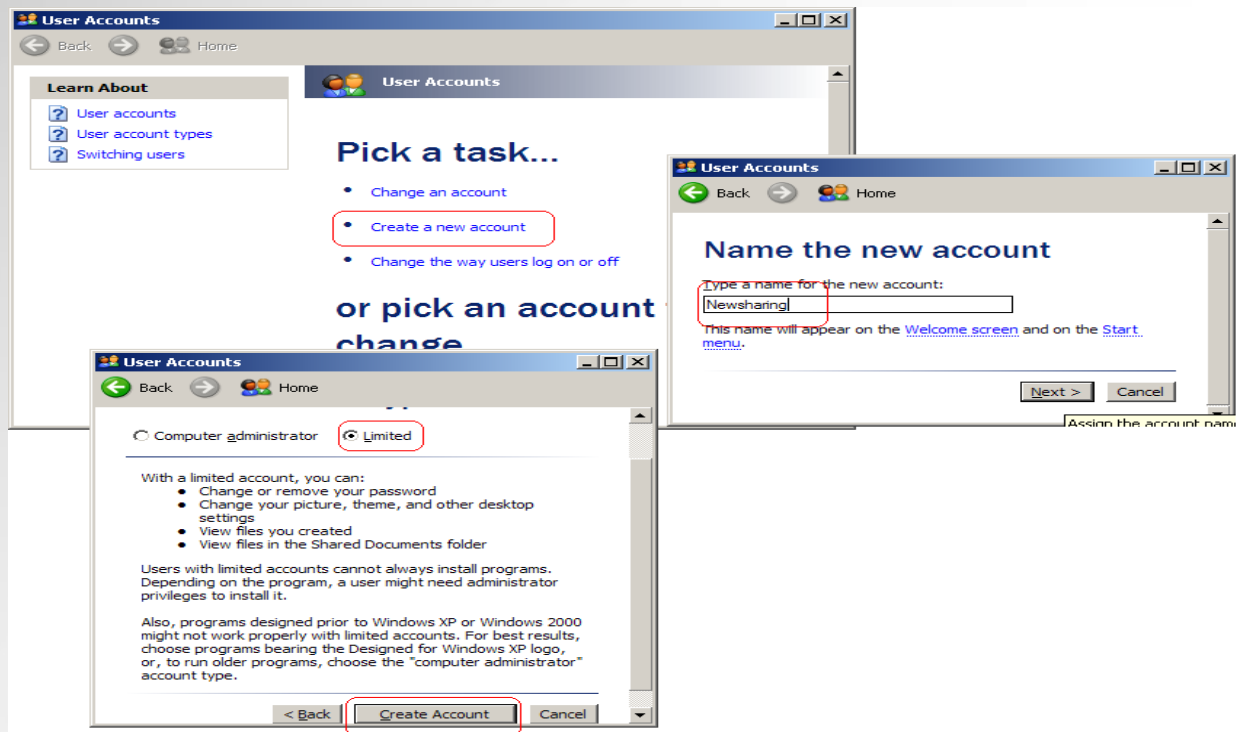 User Accounts
Back Home
Learn About
User accounts
User account types
Switching users
User Accounts
Pick a task...
Change an account
Create a new account
Change the way users log on or off
or pick an account
change
User Accounts
Back Home
Name the new account
Type a name for the new account:
Newsharing
This name will appear on the Welcome screen and on the Start
menu.
Next > Cancel
Assign the account nam
User Accounts
Back Home
Computer administrator Limited
With a limited account, you can:
• Change or remove your password
• Change your picture, theme, and other desktop
settings
• View files you created
• View files in the Shared Documents folder
Users with limited accounts cannot always install programs.
Depending on the program, a user might need administrator
privileges to install it.
Also, programs designed prior to Windows XP or Windows 2000
might not work properly with limited accounts. For best results,
choose programs bearing the Designed for Windows XP logo,
or, to run older programs, choose the "computer administrator"
account type.
< Back Create Account Cancel